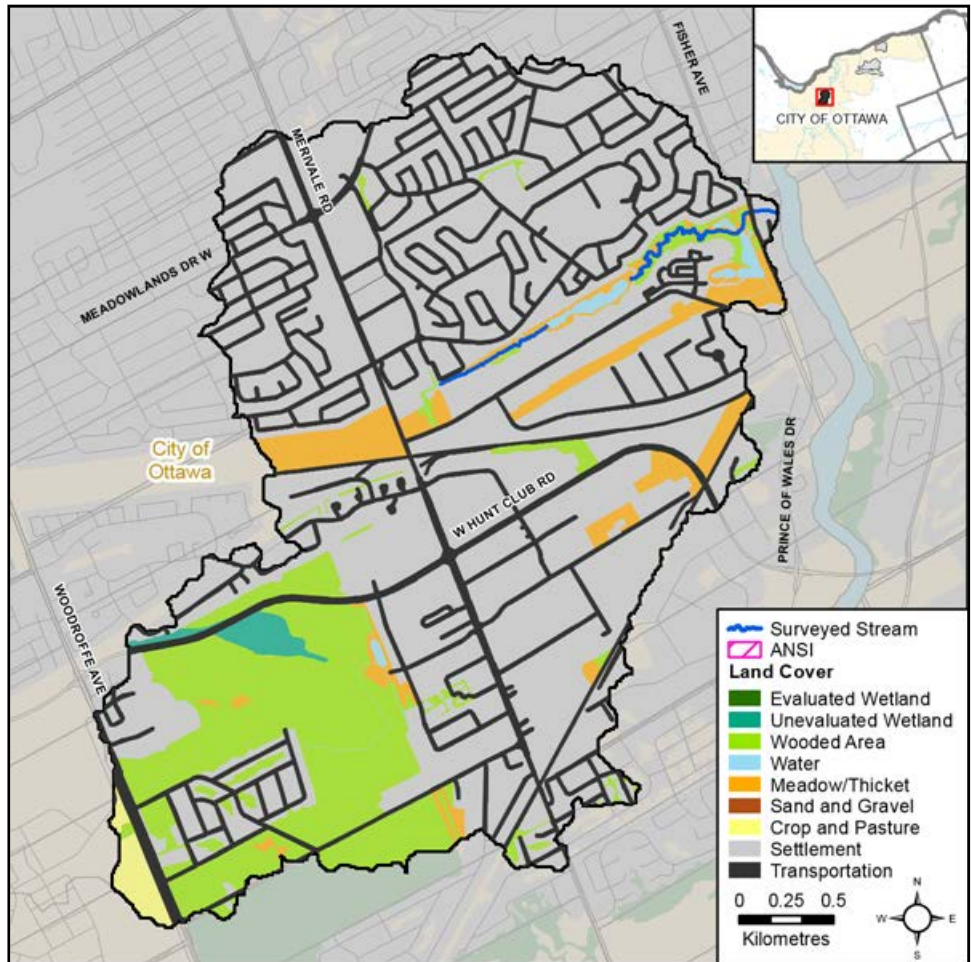 FISHER AVE
CITY OF OTTAWA
MERIVALE RD
MEADOWLANDS DR W
City of
Ottawa
W HUNT CLUB RD
PRINCE OF WALES DR
WOODROFFE AVE
Surveyed Stream
ANSI
Land Cover
Evaluated Wetland
Unevaluated Wetland
Wooded Area
Water
Meadow/Thicket
Sand and Gravel
Crop and Pasture
Settlement
Transportation
0 0.25 0.5
Kilometres
N
W E
S